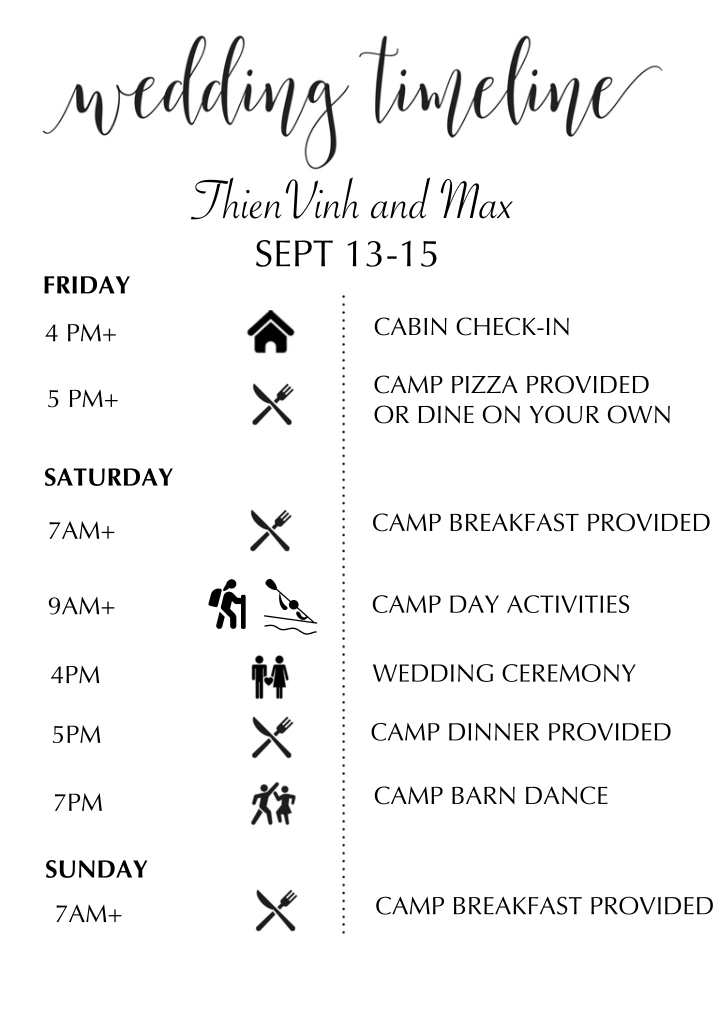 wedding timeline
ThienVinh and Max
SEPT 13-15
FRIDAY
4 PM+ CABIN CHECK-IN
5 PM+ CAMP PIZZA PROVIDED
OR DINE ON YOUR OWN
SATURDAY
7AM+ CAMP BREAKFAST PROVIDED
9AM+ CAMP DAY ACTIVITIES
4PM WEDDING CEREMONY
5PM CAMP DINNER PROVIDED
7PM CAMP BARN DANCE
SUNDAY
7AM+ CAMP BREAKFAST PROVIDED